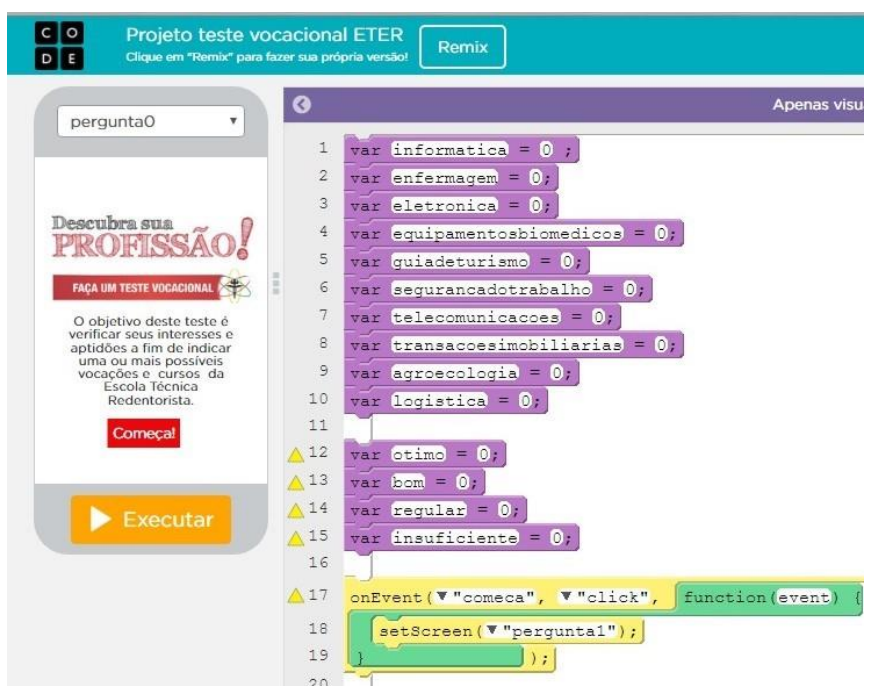 CODE
Projeto teste vocacional ETER
Clique em "Remix" para fazer sua própria versão!
Remix
pergunta0
Descubra sua
PROFISSÃO!
FAÇA UM TESTE VOCACIONAL
O objetivo deste teste é
verificar seus interesses e
aptidões a fim de indicar
uma ou mais possíveis
vocações e cursos da
Escola Técnica
Redentorista.
Começa!
Executar
Apenas visu
1 var informatica = 0 ;
2 var enfermagem = 0;
3 var eletronica = 0;
4 var equipamentosbiomedicos = 0;
5 var guiadeturismo = 0;
6 var segurancadotrabalho = 0;
7 var telecomunicacoes = 0;
8 var transacoesimobiliarias = 0;
9 var agroecologia = 0;
10 var logistica = 0;
11
12 var otimo = 0;
13 var bom = 0;
14 var regular = 0;
15 var insuficiente = 0;
16
17 onEvent(▼"comeca", ▼"click", function(event) {
18 setScreen(▼"pergunta1");
19 } );
20